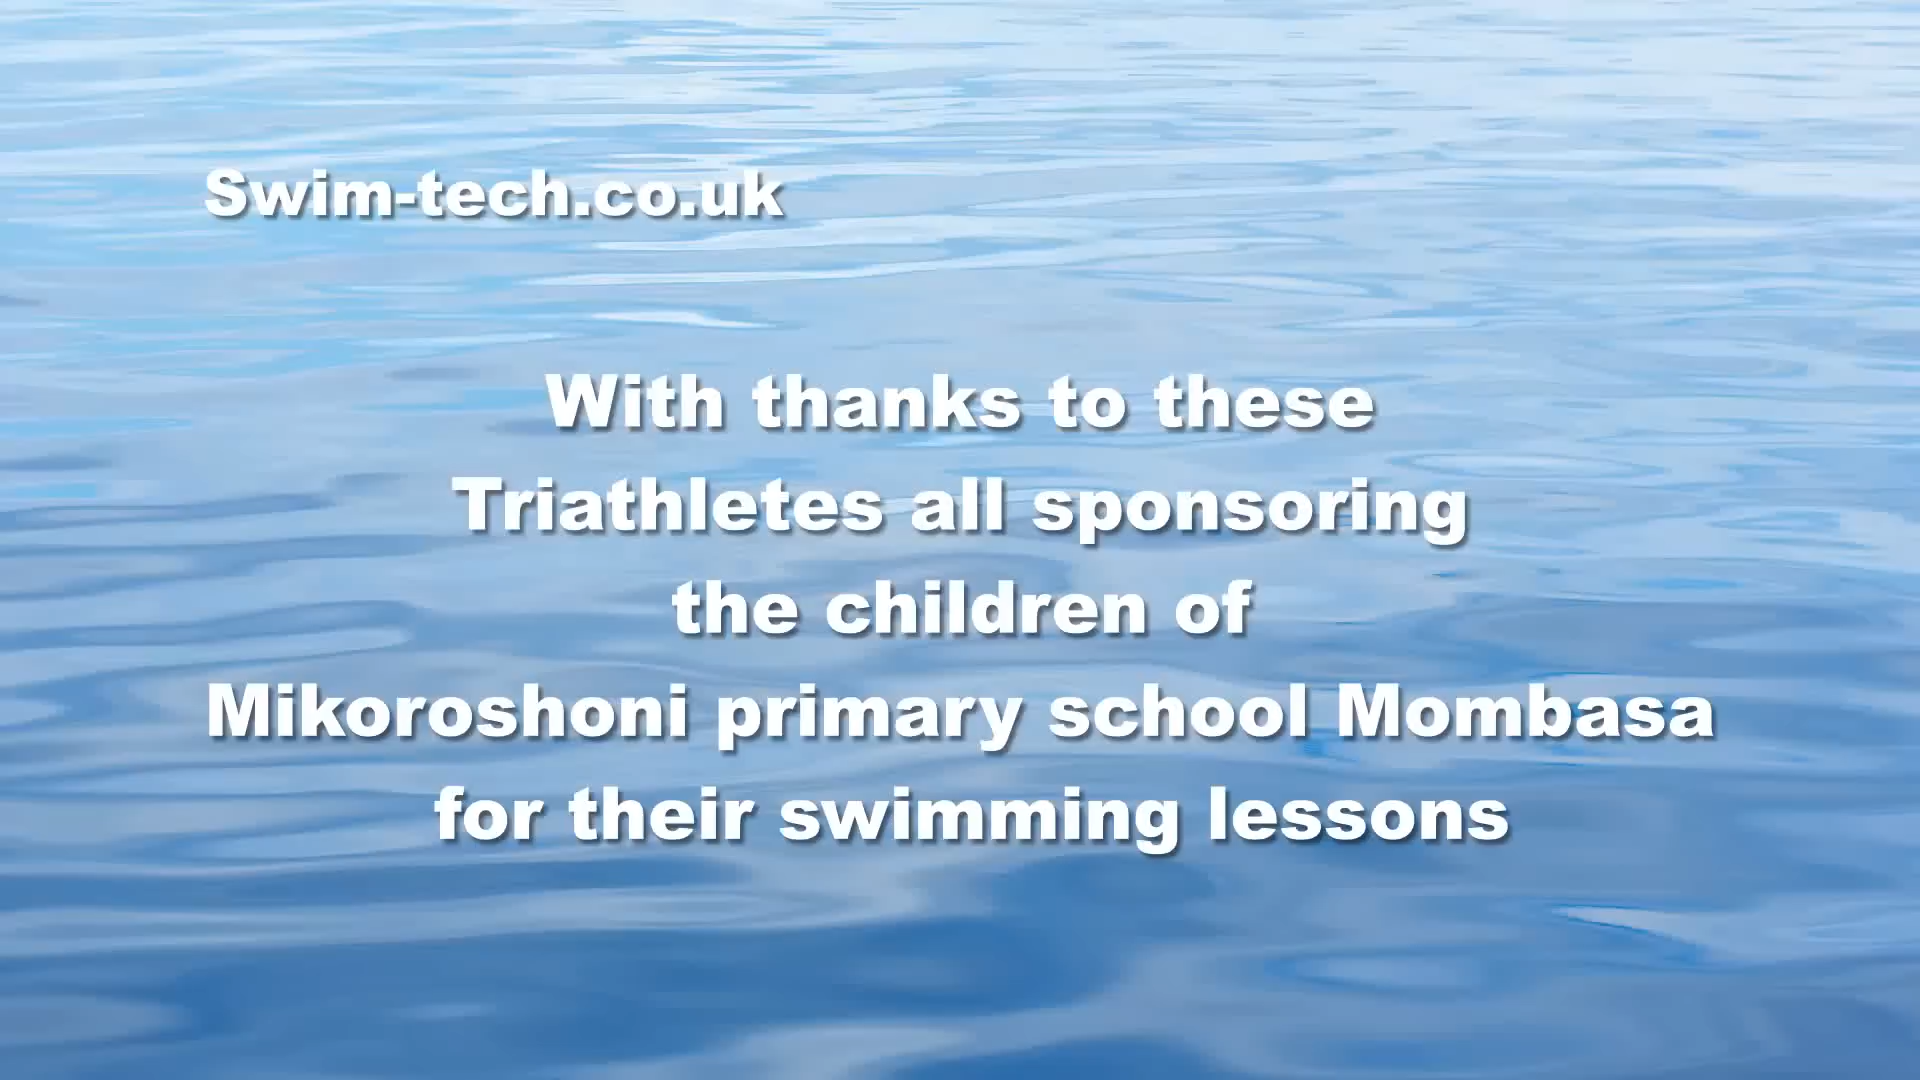 Swim-tech.co.uk
With thanks to these
Triathletes all sponsoring
the children of
Mikoroshoni primary school Mombasa
for their swimming lessons